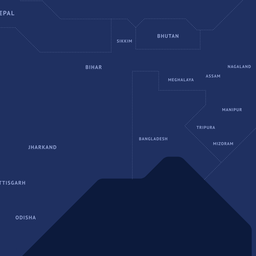 EPAL
BHUTAN
SIKKIM
NAGALAND
BIHAR
ASSAM
MEGHALAYA
MANIPUR
TRIPURA
BANGLADESH
MIZORAM
JHARKAND
TTISGARH
ODISHA